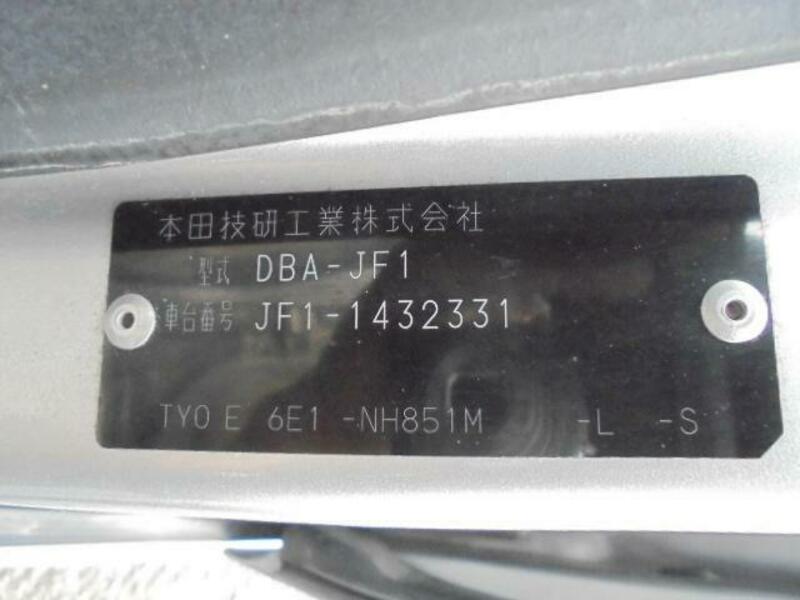 本田技研工業株式会社
型式 DBA-JF1
車台番号 JF1-1432331
TYO E 6E1 -NH851M -L -S